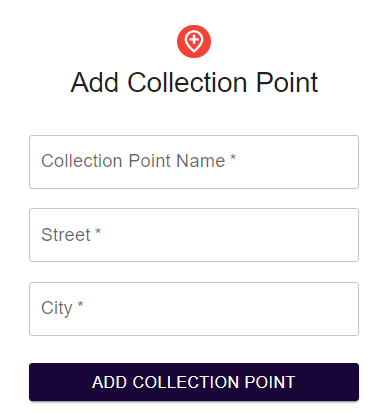 Add Collection Point
Collection Point Name *
Street *
City *
ADD COLLECTION POINT